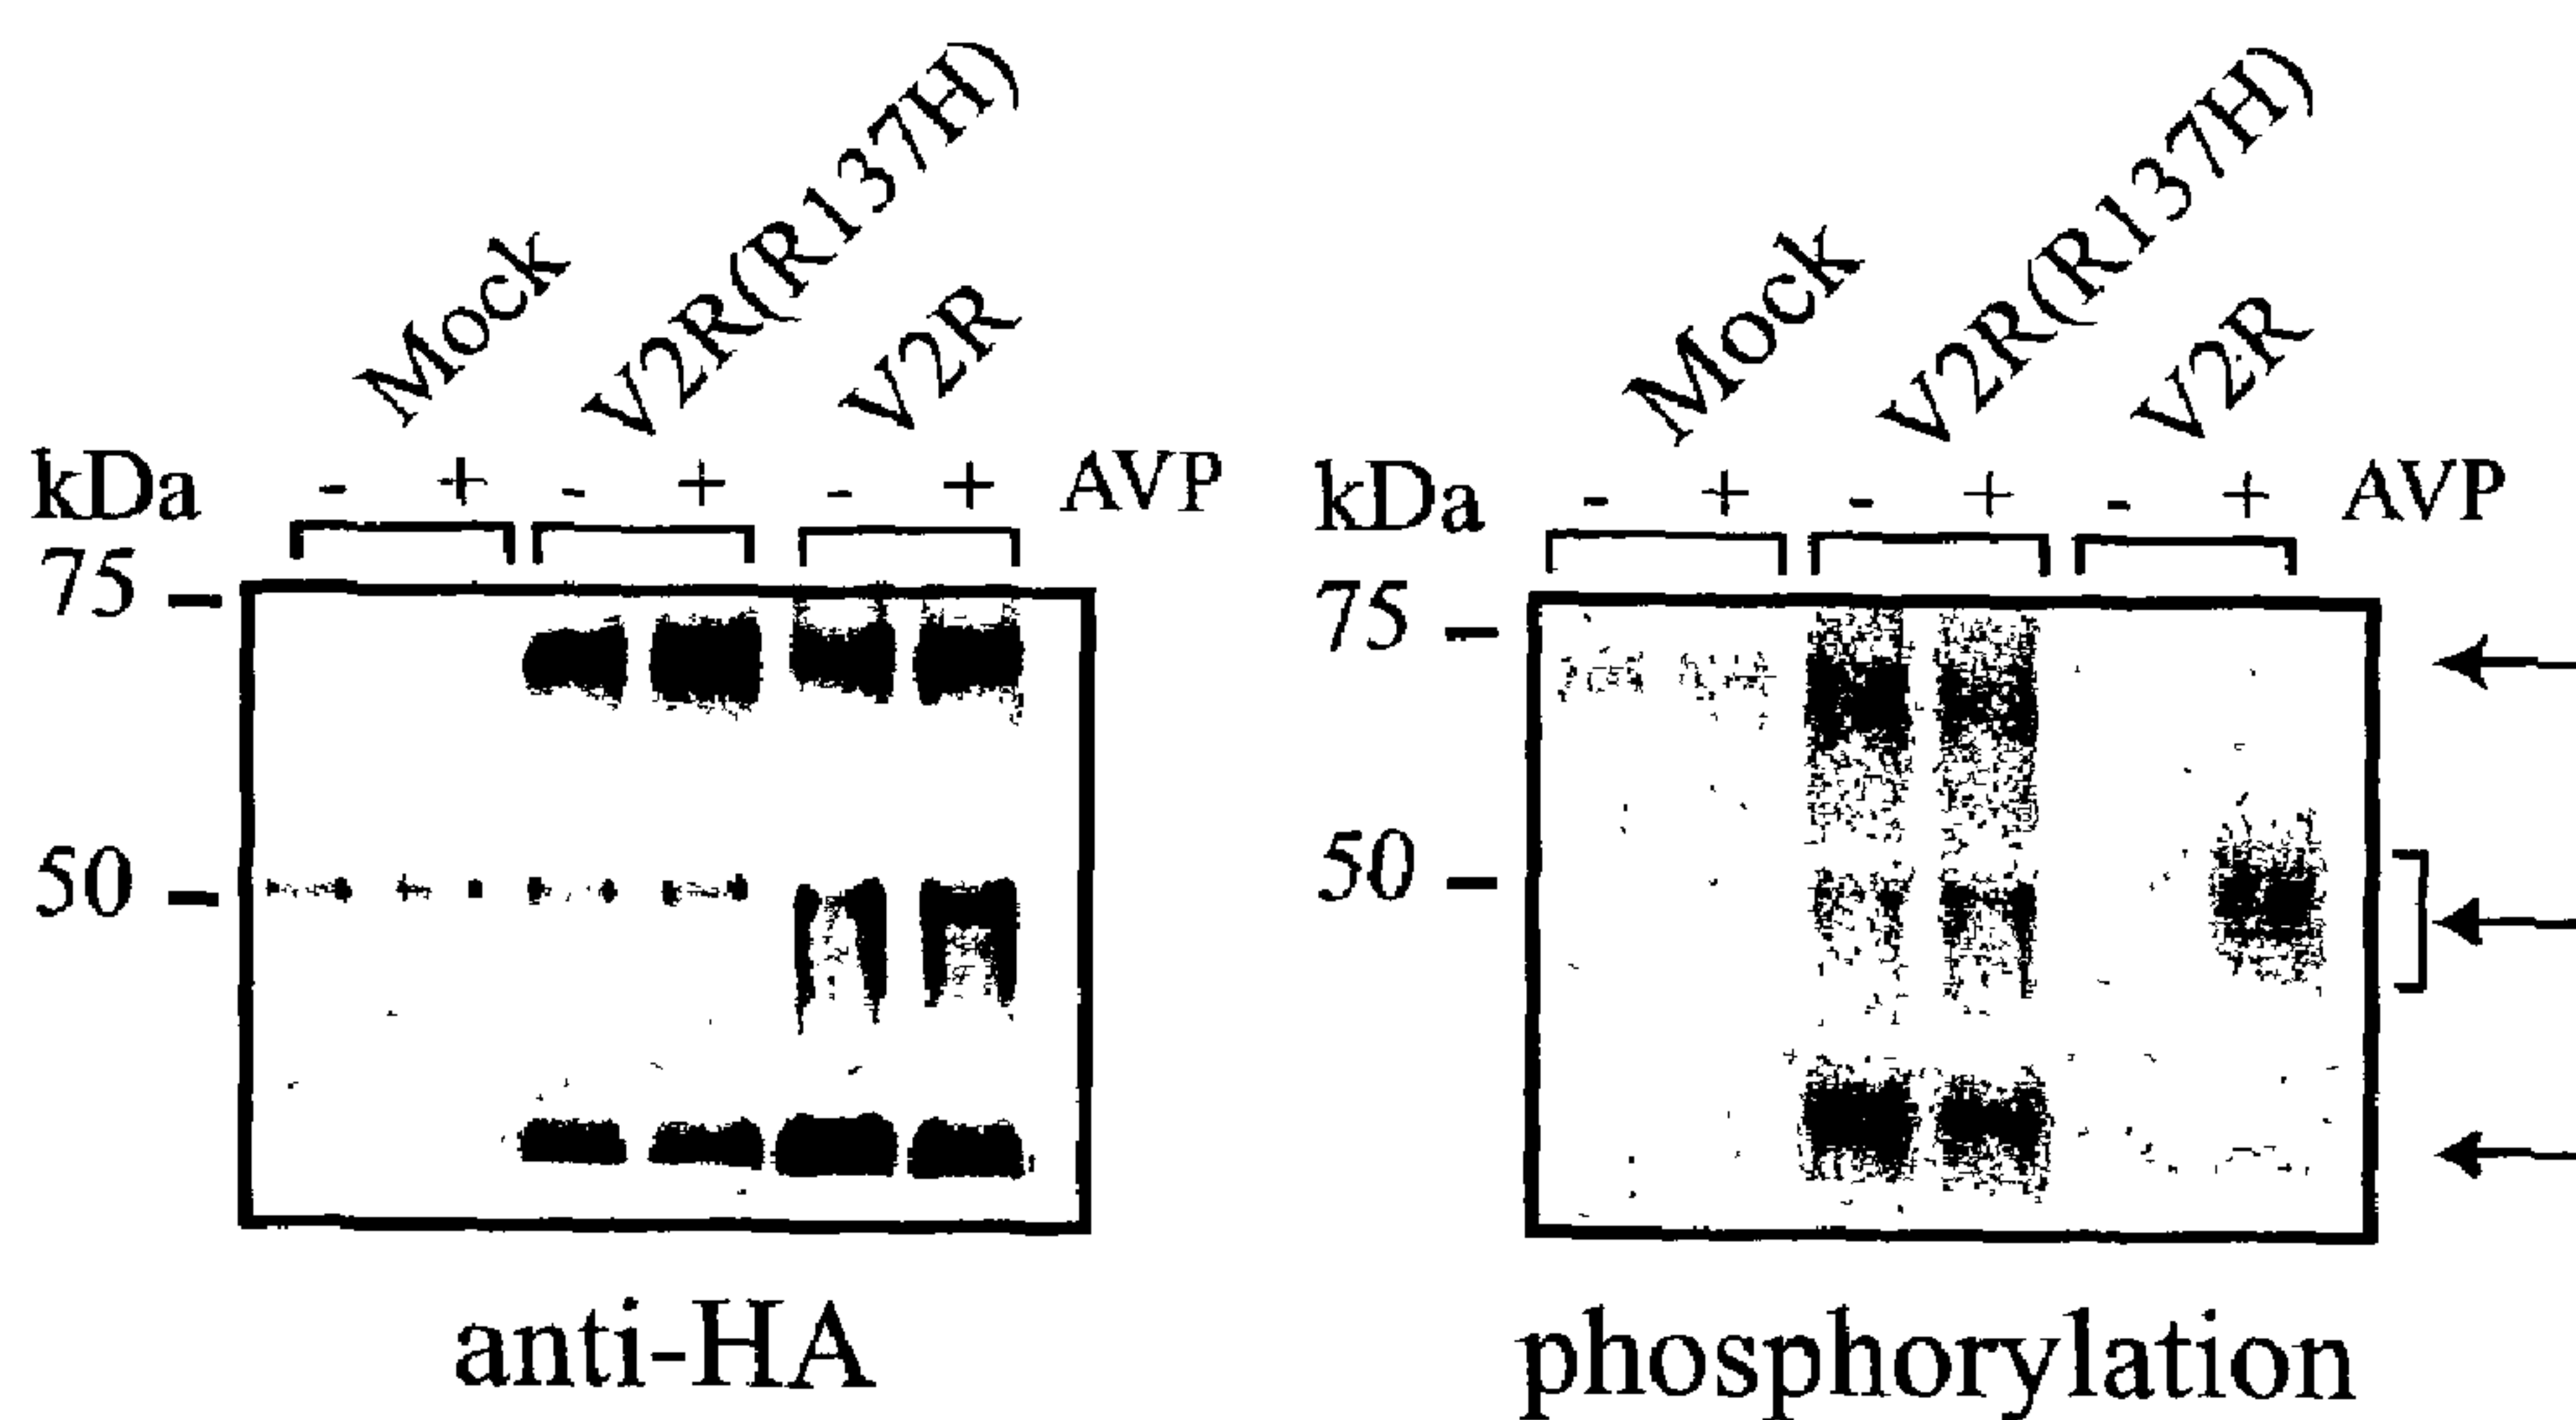 Mock V2R(R137H) V2R
kDa - + - + - + AVP
75
50
anti-HA
Mock V2R(R137H) V2R
kDa - + - + - + AVP
75
50
phosphorylation